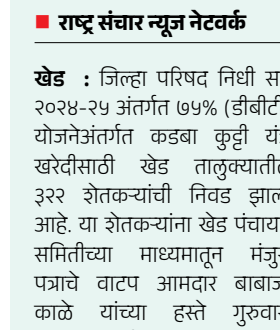 राष्ट्र संचार न्यूज नेटवर्क
खेड : जिल्हा परिषद निधी स
२०२४-२५ अंतर्गत ७५% (डीबीटी
योजनेअंतर्गत कडबा कुट्टी यं
खरेदीसाठी खेड तालुक्याती
३२२ शेतकऱ्यांची निवड झाल
आहे. या शेतकऱ्यांना खेड पंचाय
समितीच्या माध्यमातून मंजु
पत्राचे वाटप आमदार बाबाज
काळे यांच्या हस्ते गुरुवा